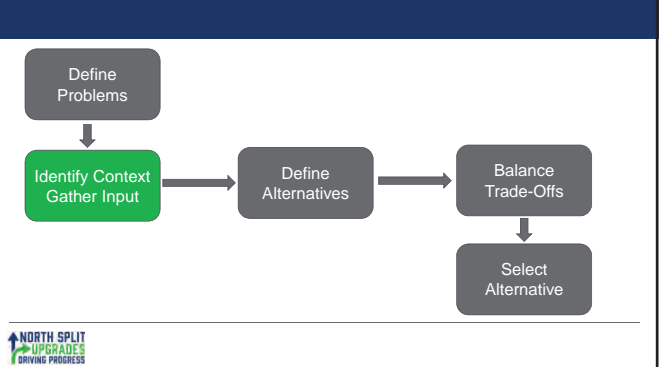 Define
Problems
Identify Context
Gather Input
Define
Alternatives
Balance
Trade-Offs
Select
Alternative
NORTH SPLIT
UPGRADES
DRIVING PROGRESS